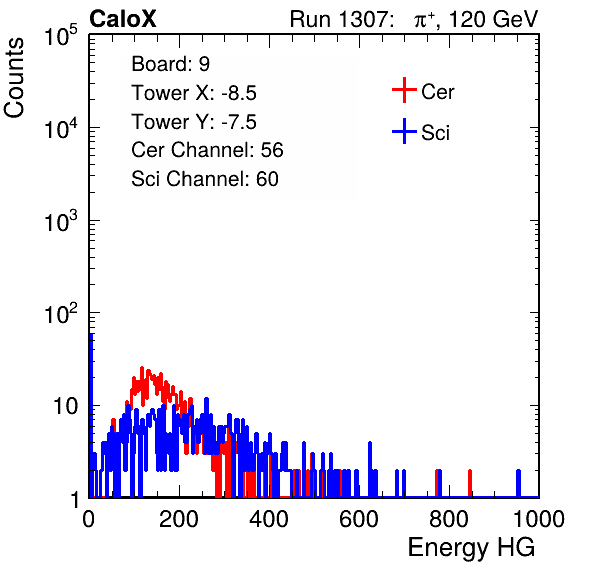 CaloX Run 1307: π⁺, 120 GeV
Board: 9
Tower X: -8.5
Tower Y: -7.5
Cer Channel: 56
Sci Channel: 60
Cer
Sci
Counts
10⁵
10⁴
10³
10²
10
1
0 200 400 600 800 1000
Energy HG